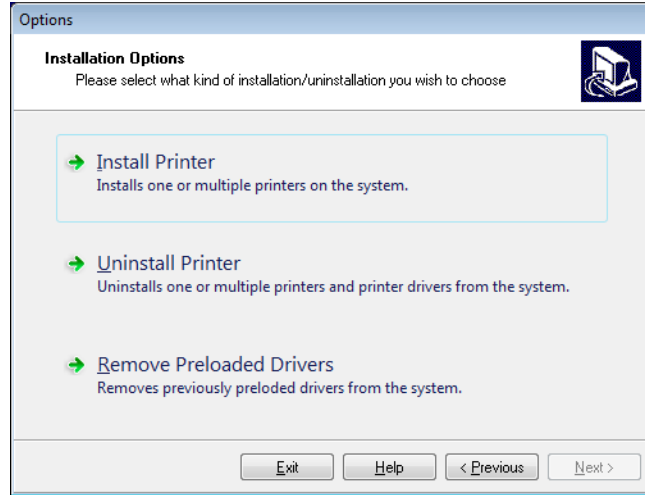 Options
Installation Options
Please select what kind of installation/uninstallation you wish to choose
Install Printer
Installs one or multiple printers on the system.
Uninstall Printer
Uninstalls one or multiple printers and printer drivers from the system.
Remove Preloaded Drivers
Removes previously preloded drivers from the system.
Exit Help < Previous Next >